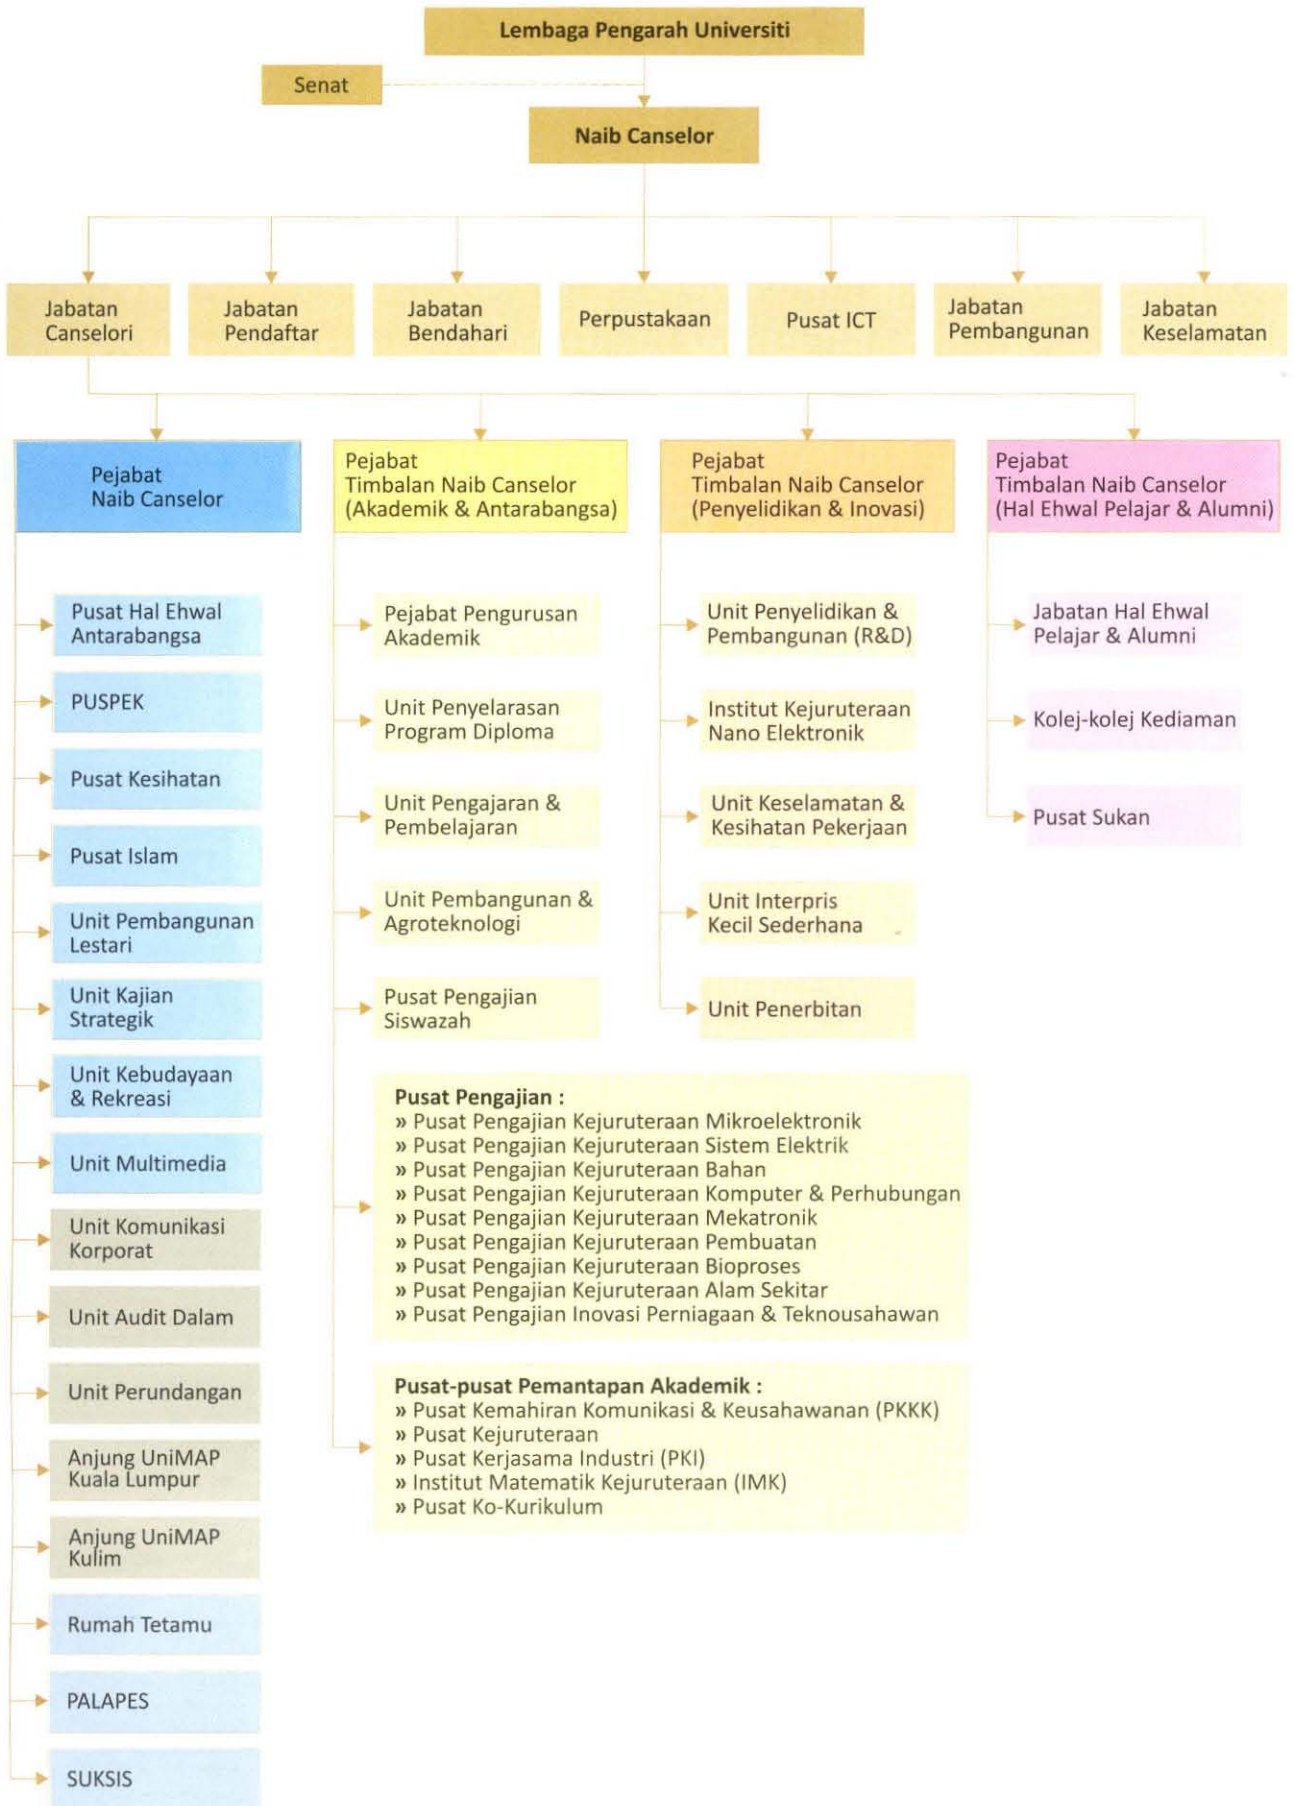 Lembaga Pengarah Universiti
Senat
Naib Canselor
Jabatan
Canselori
Jabatan
Pendaftar
Jabatan
Bendahari
Perpustakaan
Pusat ICT
Jabatan
Pembangunan
Jabatan
Keselamatan
Pejabat
Naib Canselor
Pusat Hal Ehwal
Antarabangsa
PUSPEK
Pusat Kesihatan
Pusat Islam
Unit Pembangunan
Lestari
Unit Kajian
Strategik
Unit Kebudayaan
& Rekreasi
Unit Multimedia
Unit Komunikasi
Korporat
Unit Audit Dalam
Unit Perundangan
Anjung UniMAP
Kuala Lumpur
Anjung UniMAP
Kulim
Rumah Tetamu
PALAPES
SUKSIS
Pejabat
Timbalan Naib Canselor
(Akademik & Antarabangsa)
Pejabat Pengurusan
Akademik
Unit Penyelarasan
Program Diploma
Unit Pengajaran &
Pembelajaran
Unit Pembangunan &
Agroteknologi
Pusat Pengajian
Siswazah
Pusat Pengajian :
» Pusat Pengajian Kejuruteraan Mikroelektronik
» Pusat Pengajian Kejuruteraan Sistem Elektrik
» Pusat Pengajian Kejuruteraan Bahan
» Pusat Pengajian Kejuruteraan Komputer & Perhubungan
» Pusat Pengajian Kejuruteraan Mekatronik
» Pusat Pengajian Kejuruteraan Pembuatan
» Pusat Pengajian Kejuruteraan Bioproses
» Pusat Pengajian Kejuruteraan Alam Sekitar
» Pusat Pengajian Inovasi Perniagaan & Teknousahawan
Pusat-pusat Pemantapan Akademik :
» Pusat Kemahiran Komunikasi & Keusahawanan (PKKK)
» Pusat Kejuruteraan
» Pusat Kerjasama Industri (PKI)
» Institut Matematik Kejuruteraan (IMK)
» Pusat Ko-Kurikulum
Pejabat
Timbalan Naib Canselor
(Penyelidikan & Inovasi)
Unit Penyelidikan &
Pembangunan (R&D)
Institut Kejuruteraan
Nano Elektronik
Unit Keselamatan &
Kesihatan Pekerjaan
Unit Interpris
Kecil Sederhana
Unit Penerbitan
Pejabat
Timbalan Naib Canselor
(Hal Ehwal Pelajar & Alumni)
Jabatan Hal Ehwal
Pelajar & Alumni
Kolej-kolej Kediaman
Pusat Sukan